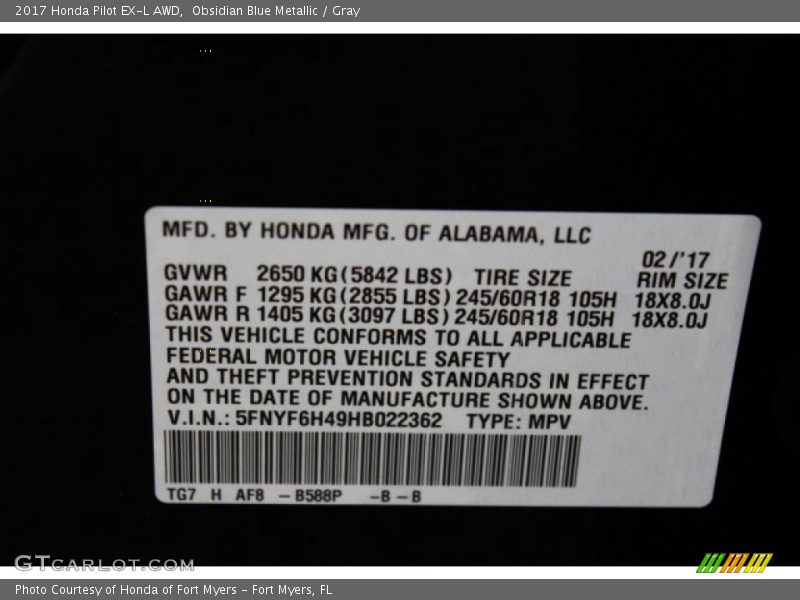 2017 Honda Pilot EX-L AWD,  Obsidian Blue Metallic / Gray
MFD. BY HONDA MFG. OF ALABAMA, LLC
02/'17
GVWR 2650 KG(5842 LBS) TIRE SIZE RIM SIZE
GAWR F 1295 KG(2855 LBS) 245/60R18 105H 18X8.0J
GAWR R 1405 KG(3097 LBS) 245/60R18 105H 18X8.0J
THIS VEHICLE CONFORMS TO ALL APPLICABLE
FEDERAL MOTOR VEHICLE SAFETY
AND THEFT PREVENTION STANDARDS IN EFFECT
ON THE DATE OF MANUFACTURE SHOWN ABOVE.
V.I.N.: 5FNYF6H49HB022362 TYPE: MPV
TG7 H AF8 - B588P -B - B
GTCARLOT.COM
Photo Courtesy of Honda of Fort Myers - Fort Myers, FL